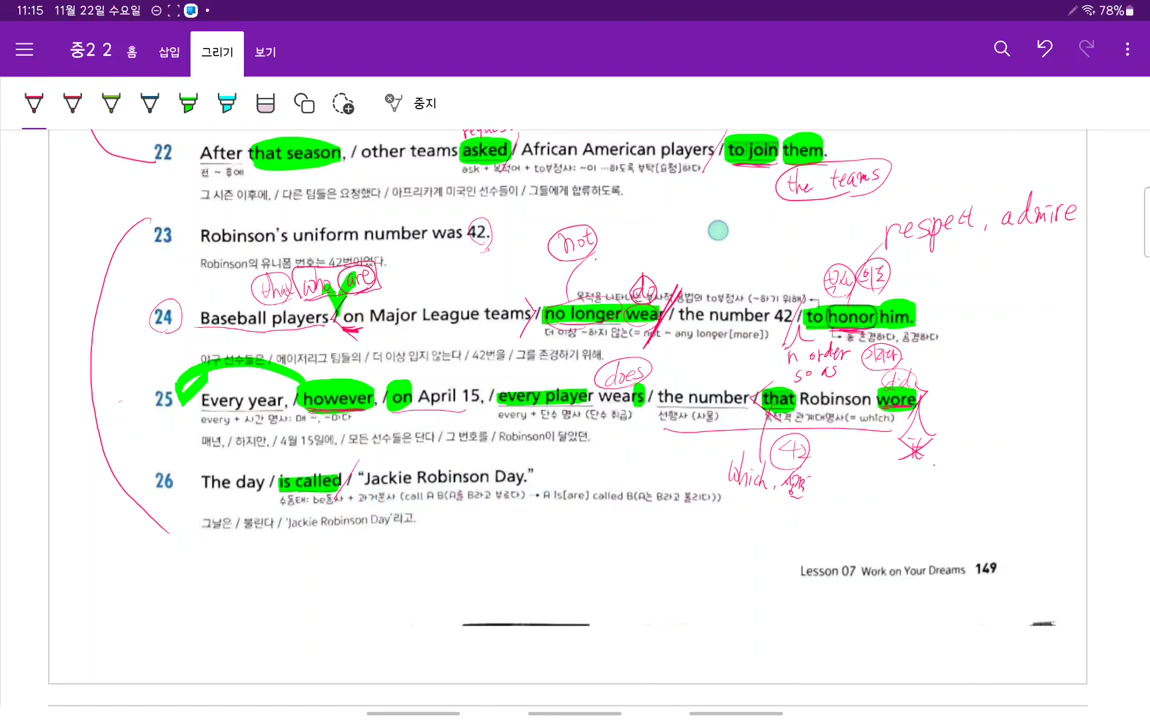 11:15 11월 22일 수요일 78%
중2 2 홈 삽입 그리기 보기
중지
22 After that season, / other teams asked / African American players / to join them.
전 ~ 후에 ask + 목적어 + to부정사: ~이 …하도록 부탁[요청]하다
the teams
그 시즌 이후에, / 다른 팀들은 요청했다 / 아프리카계 미국인 선수들이 / 그들에게 합류하도록.
respect, admire
23 Robinson's uniform number was 42.
not
Robinson의 유니폼 번호는 42번이었다.
that who are
do
24 Baseball players / on Major League teams / no longer wear / the number 42 / to honor him.
더 이상 ~하지 않는(= not ~ any longer[more])
동 존경하다, 공경하다
야구 선수들은 / 메이저리그 팀들의 / 더 이상 입지 않는다 / 42번을 / 그를 존경하기 위해.
in order
so as
does
did
25 Every year, / however, / on April 15, / every player wears / the number / that Robinson wore.
every + 시간 명사: 매 ~, ~마다 every + 단수 명사 (단수 취급) 선행사 (사물) 목적격 관계대명사(= which)
매년, / 하지만, / 4월 15일에, / 모든 선수들은 단다 / 그 번호를 / Robinson이 달았던.
42
it
which,
26 The day / is called / “Jackie Robinson Day.”
수동태: be동사 + 과거분사 (call A B(A를 B라고 부르다) → A is[are] called B(A는 B라고 불리다))
그날은 / 불린다 / 'Jackie Robinson Day'라고.
Lesson 07 Work on Your Dreams 149